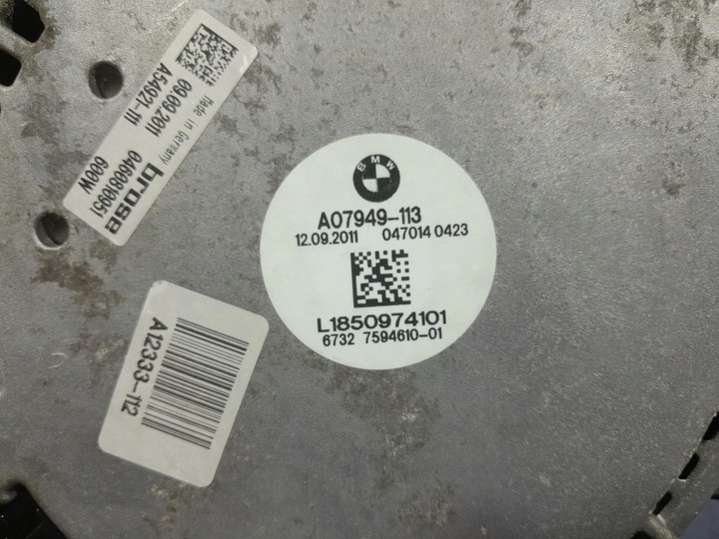 A54921-111
09.09.2011 0460810951
Made in Germany
brose 600W
BMW
A07949-113
12.09.2011 047014 0423
L1850974101
6732 7594610-01
A12333-112